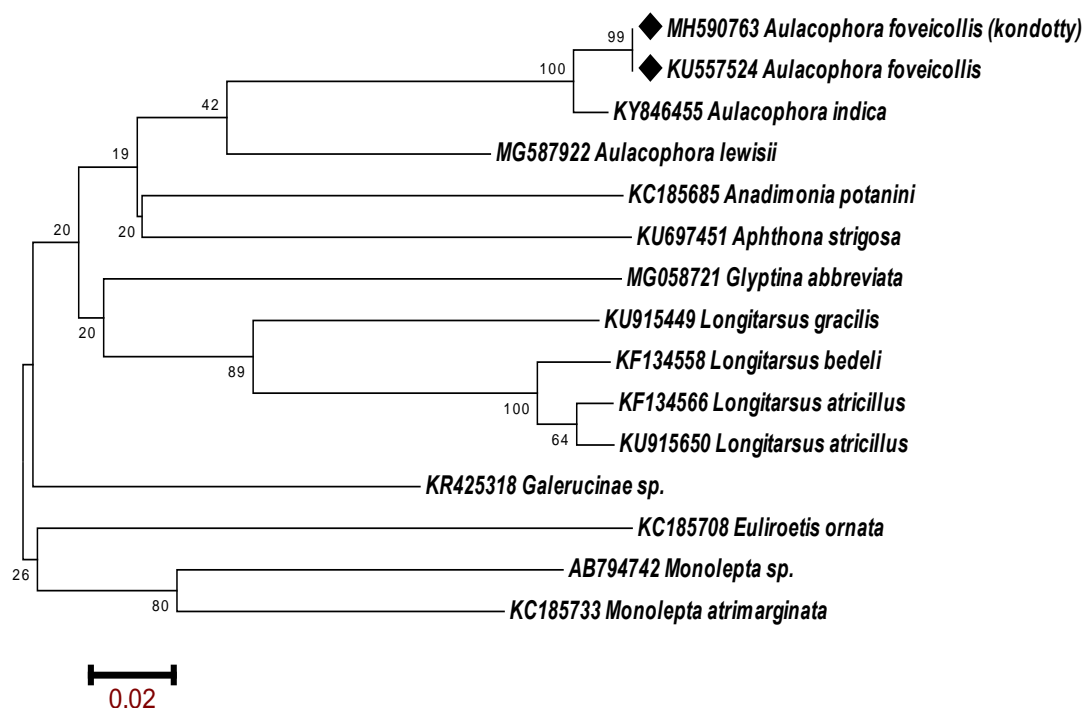 99
MH590763 Aulacophora foveicollis (kondotty)
KU557524 Aulacophora foveicollis
100
KY846455 Aulacophora indica
42
MG587922 Aulacophora lewisii
19
KC185685 Anadimonia potanini
20
KU697451 Aphthona strigosa
20
MG058721 Glyptina abbreviata
20
KU915449 Longitarsus gracilis
89
KF134558 Longitarsus bedeli
100
KF134566 Longitarsus atricillus
64
KU915650 Longitarsus atricillus
KR425318 Galerucinae sp.
KC185708 Euliroetis ornata
26
AB794742 Monolepta sp.
80
KC185733 Monolepta atrimarginata
0.02